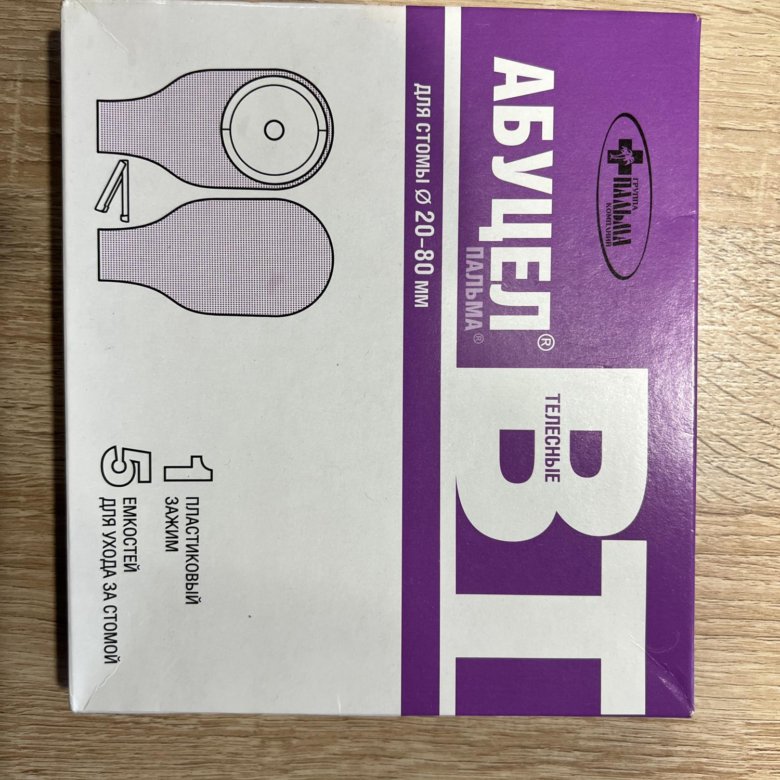 ГРУППА
ПАЛЬМА
КОМПАНИЙ
АБУЦЕЛ®
ПАЛЬМА®
ТЕЛЕСНЫЕ
ВТ
для стомы Ø 20-80 мм
1 ПЛАСТИКОВЫЙ
ЗАЖИМ
5 ЕМКОСТЕЙ
ДЛЯ УХОДА ЗА СТОМОЙ